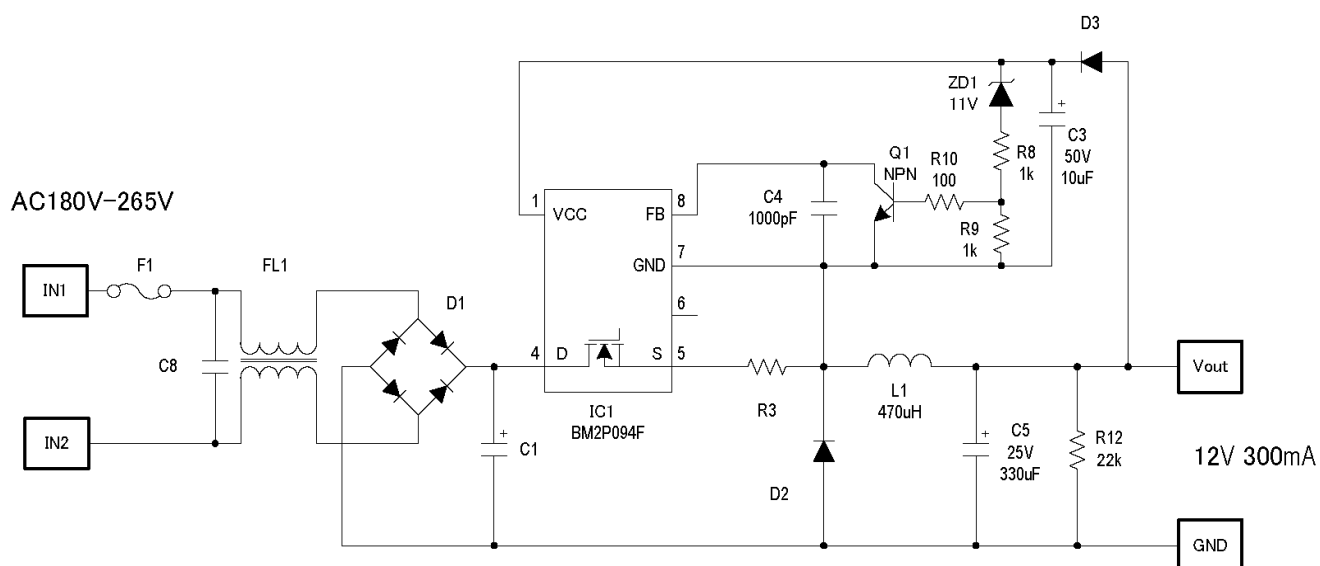 D3
ZD1
11V
C3
50V
10uF
R8
1k
Q1
NPN
R10
100
C4
1000pF
R9
1k
AC180V-265V
1
VCC
FB
8
GND
7
6
4
D
S
5
IC1
BM2P094F
IN1
F1
FL1
D1
C8
IN2
C1
R3
L1
470uH
D2
C5
25V
330uF
R12
22k
Vout
12V 300mA
GND
+
+
+